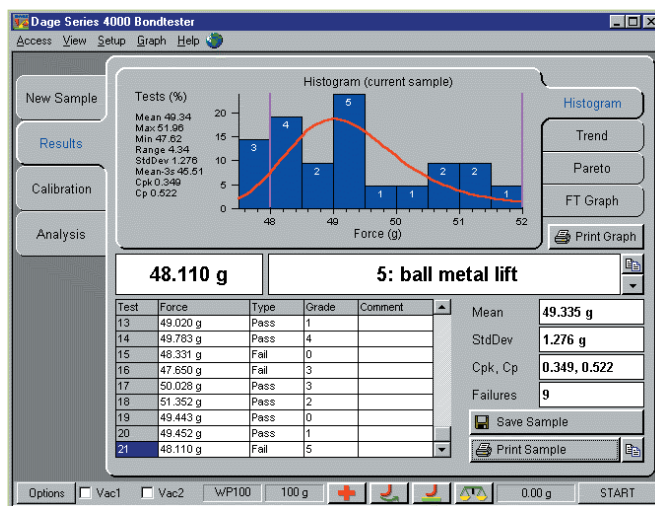 Dage Series 4000 Bondtester
Access View Setup Graph Help
New Sample
Results
Calibration
Analysis
Histogram (current sample)
Tests (%)
Mean 49.34
Max 51.96
Min 47.62
Range 4.34
StdDev 1.276
Mean-3s 45.51
Cpk 0.349
Cp 0.522
20
15
10
5
0
3 4 2 5 1 1 2 2 1
48 49 50 51 52
Force (g)
Histogram
Trend
Pareto
FT Graph
Print Graph
48.110 g 5: ball metal lift
Test Force Type Grade Comment
13 49.020 g Pass 1
14 49.783 g Pass 4
15 48.331 g Fail 0
16 47.650 g Fail 3
17 50.028 g Pass 3
18 51.352 g Pass 2
19 49.443 g Pass 0
20 49.452 g Pass 1
21 48.110 g Fail 5
Mean 49.335 g
StdDev 1.276 g
Cpk, Cp 0.349, 0.522
Failures 9
Save Sample
Print Sample
Options Vac1 Vac2 WP100 100 g 0.00 g START